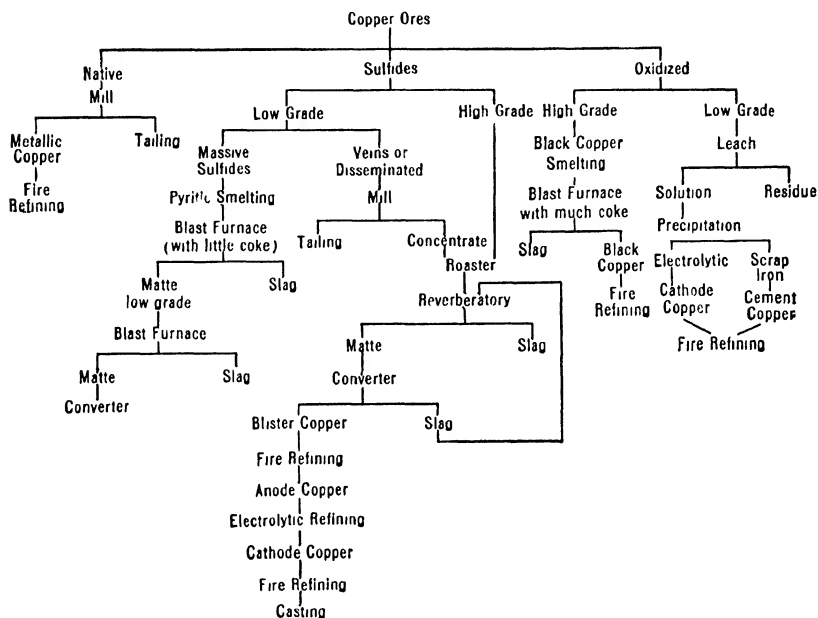 Copper Ores
Native
Mill
Metallic
Copper
Fire
Refining
Tailing
Sulfides
Low Grade
Massive
Sulfides
Pyritic Smelting
Blast Furnace
(with little coke)
Matte
low grade
Slag
Blast Furnace
Matte
Slag
Converter
Veins or
Disseminated
Mill
Tailing
Concentrate
High Grade
Roaster
Reverberatory
Matte
Slag
Converter
Blister Copper
Slag
Fire Refining
Anode Copper
Electrolytic Refining
Cathode Copper
Fire Refining
Casting
Oxidized
High Grade
Black Copper
Smelting
Blast Furnace
with much coke
Slag
Black
Copper
Fire
Refining
Low Grade
Leach
Solution
Residue
Precipitation
Electrolytic
Cathode
Copper
Scrap
Iron
Cement
Copper
Fire Refining